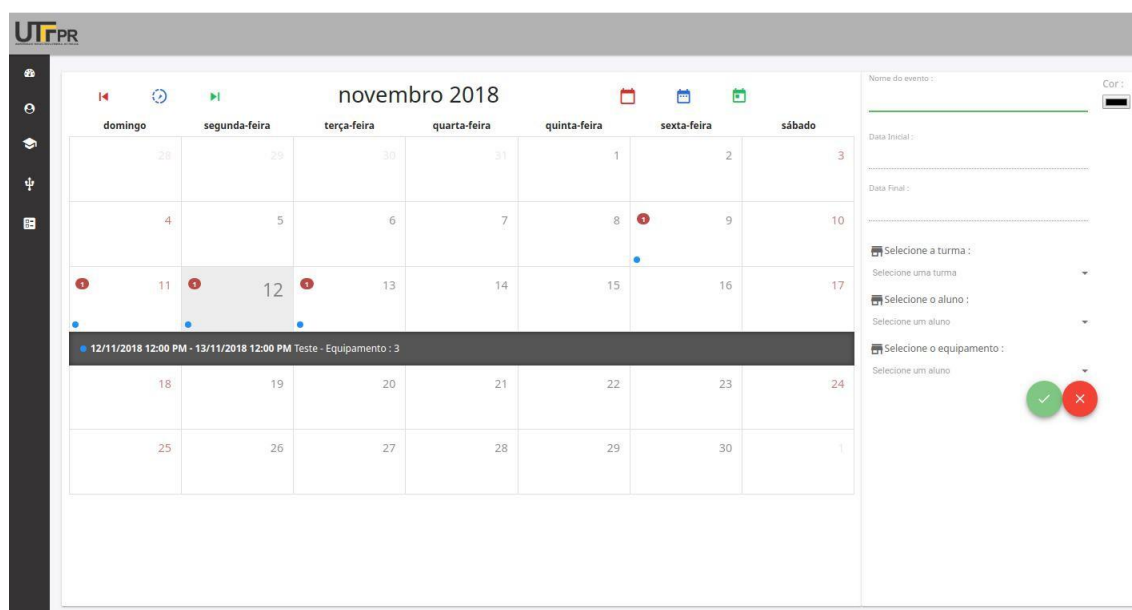 UTFPR
novembro 2018
domingo segunda-feira terça-feira quarta-feira quinta-feira sexta-feira sábado
28 29 30 31 1 2 3
4 5 6 7 8 1 9 10
1 11 1 12 1 13 14 15 16 17
12/11/2018 12:00 PM - 13/11/2018 12:00 PM Teste - Equipamento : 3
18 19 20 21 22 23 24
25 26 27 28 29 30 1
Nome do evento :
Cor :
Data Inicial :
Data Final :
Selecione a turma :
Selecione uma turma
Selecione o aluno :
Selecione um aluno
Selecione o equipamento :
Selecione um aluno